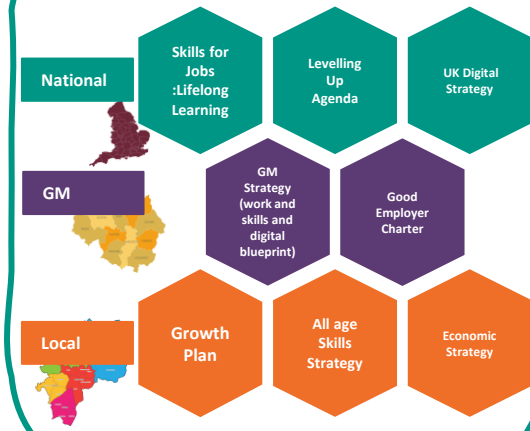 National
Skills for
Jobs
:Lifelong
Learning
Levelling
Up
Agenda
UK Digital
Strategy
GM
GM
Strategy
(work and
skills and
digital
blueprint)
Good
Employer
Charter
Local
Growth
Plan
All age
Skills
Strategy
Economic
Strategy